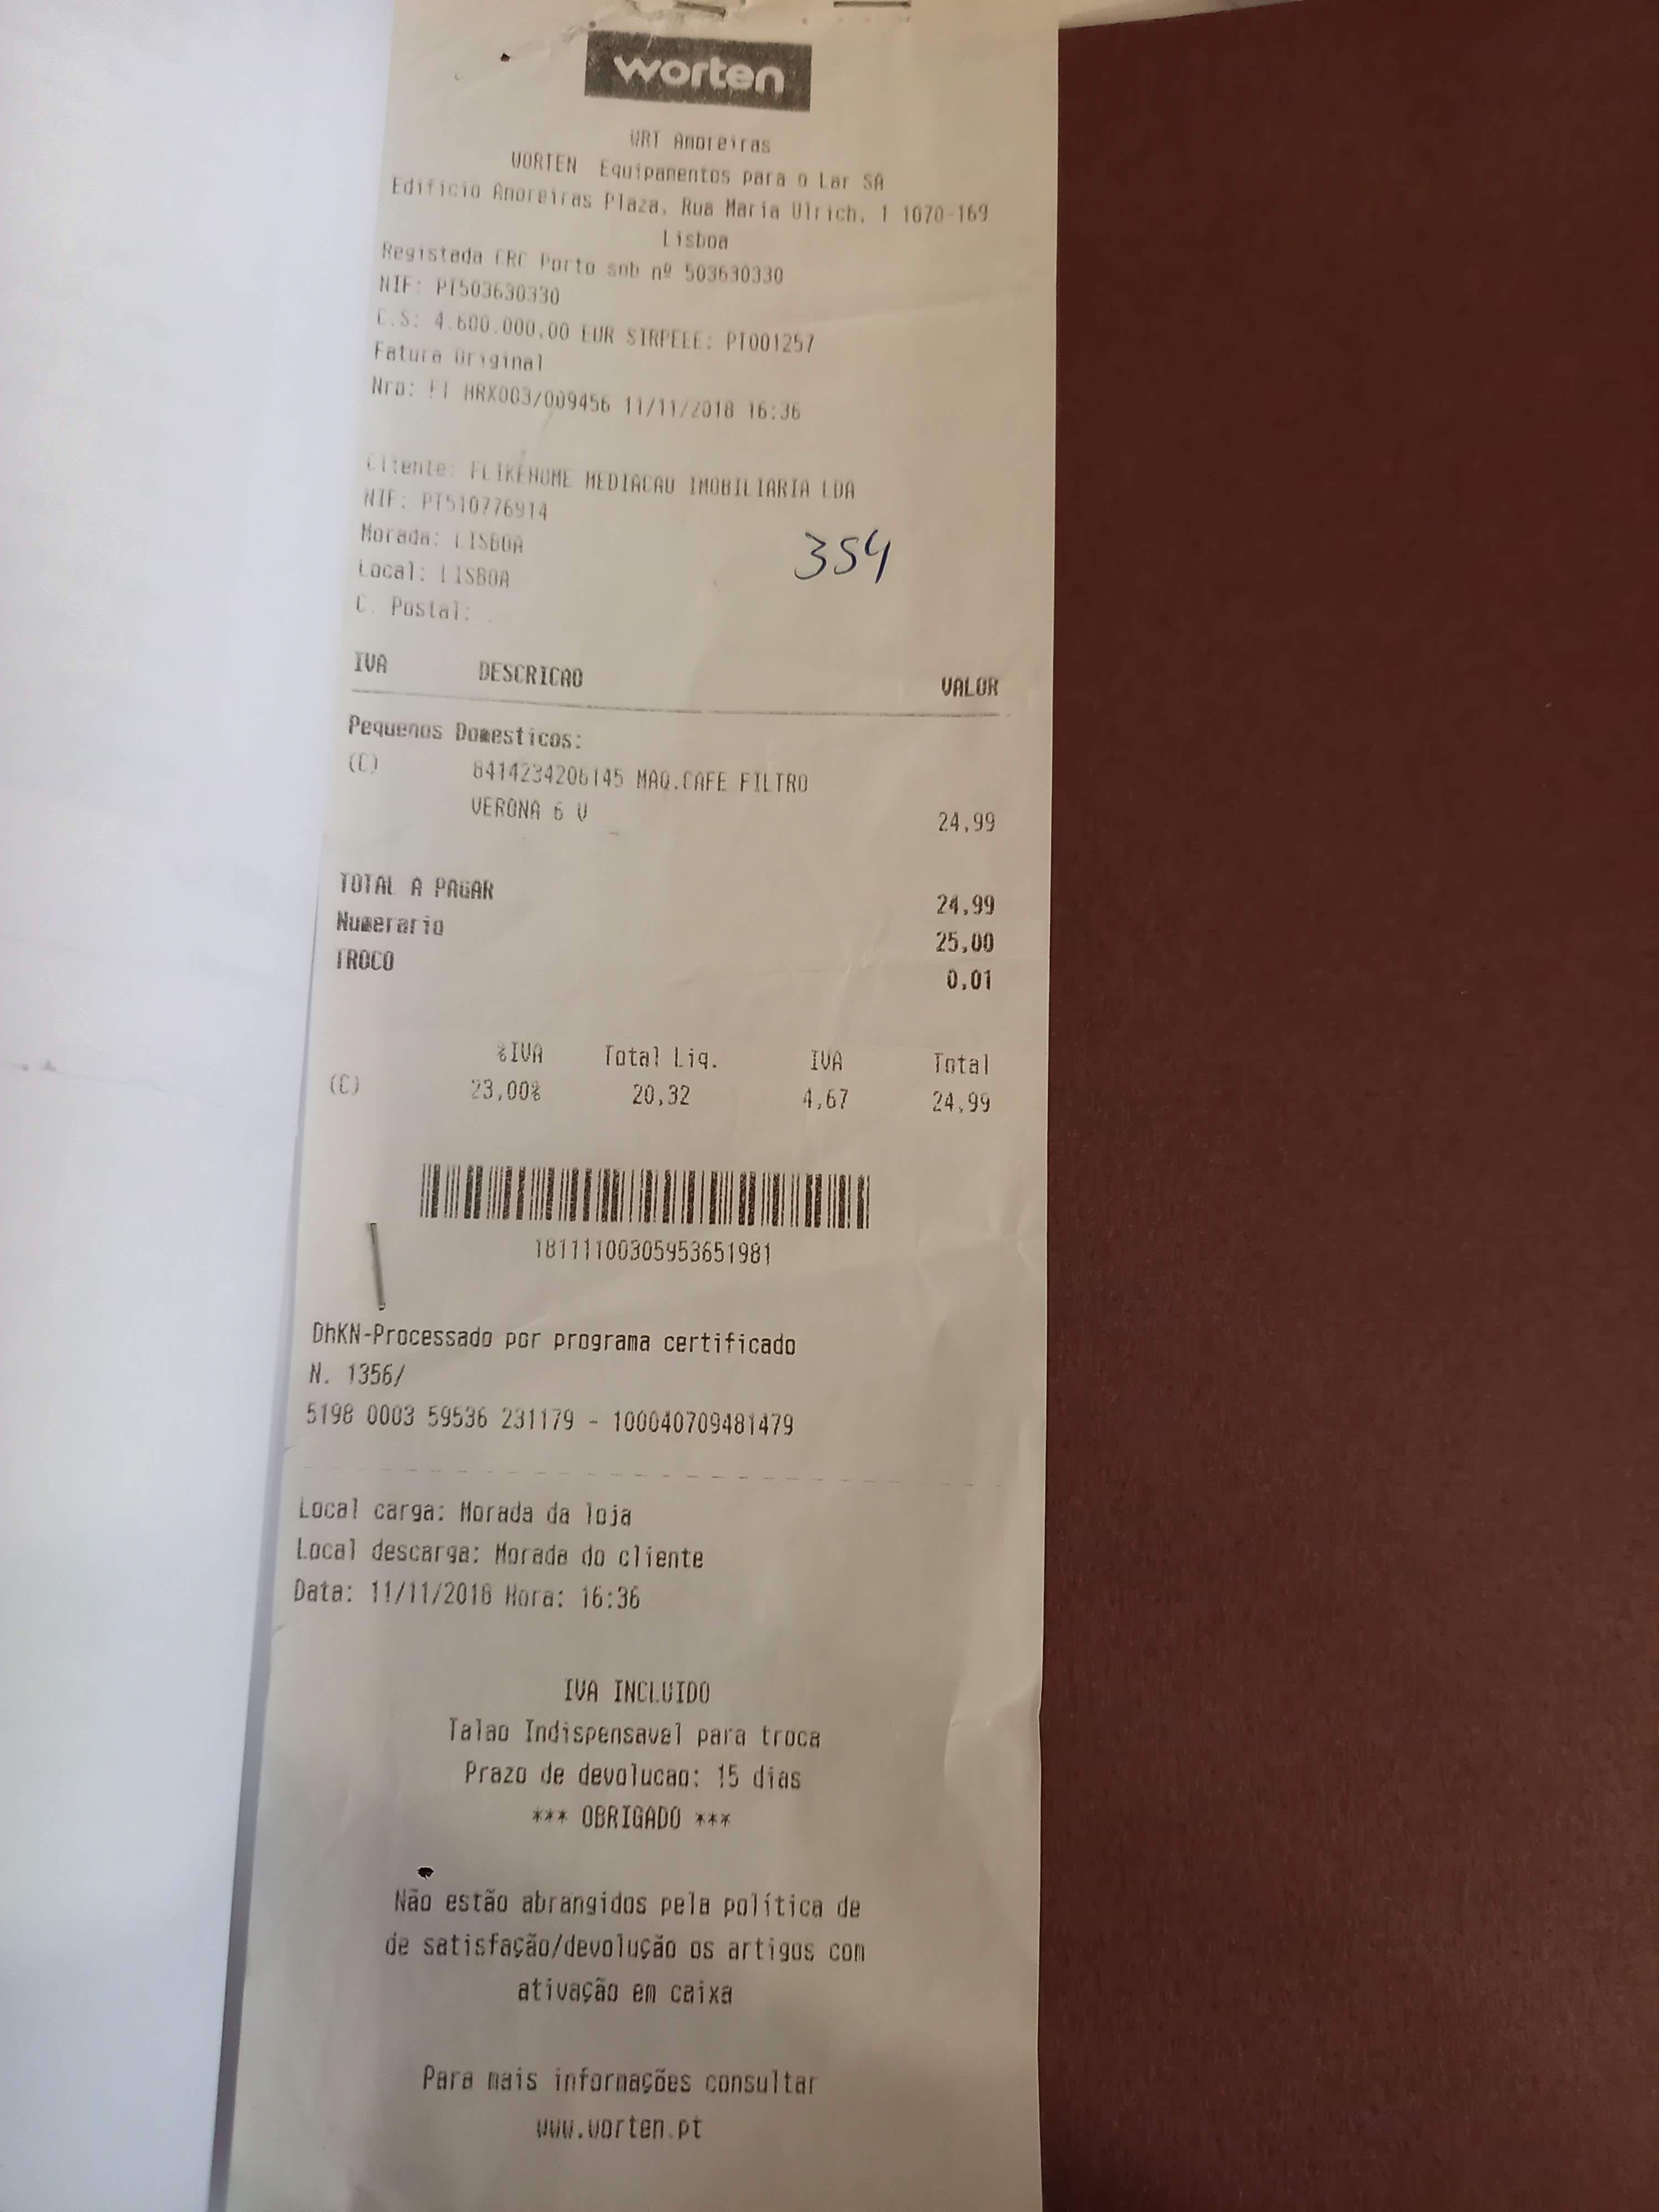 worten
WRT Amoreiras
WORTEN Equipamentos para o Lar SA
Edificio Amoreiras Plaza, Rua Maria Ulrich, 1 1070-169
Lisboa
Registada CRC Porto sob nº 503630330
NIF: PT503630330
C.S: 4.600.000,00 EUR SIRPEEE: PT001257
Fatura Original
Nro: FT HRX003/009456 11/11/2018 16:36
Cliente: FLIKEHOME MEDIACAO IMOBILIARIA LDA
NIF: PT510776914
Morada: LISBOA
354
Local: LISBOA
C. Postal:
IVA DESCRICAO VALOR
Pequenos Domesticos:
(C) 8414234206145 MAQ.CAFE FILTRO
VERONA 6 V 24,99
TOTAL A PAGAR 24,99
Numerario 25,00
TROCO 0,01
%IVA Total Liq. IVA Total
(C) 23,00% 20,32 4,67 24,99
18111100305953651981
DhKN-Processado por programa certificado
N. 1356/
5198 0003 59536 231179 - 100040709481479
Local carga: Morada da loja
Local descarga: Morada do cliente
Data: 11/11/2018 Hora: 16:36
IVA INCLUIDO
Talao Indispensavel para troca
Prazo de devolucao: 15 dias
*** OBRIGADO ***
Não estão abrangidos pela política de
de satisfação/devolução os artigos com
ativação em caixa
Para mais informações consultar
www.worten.pt